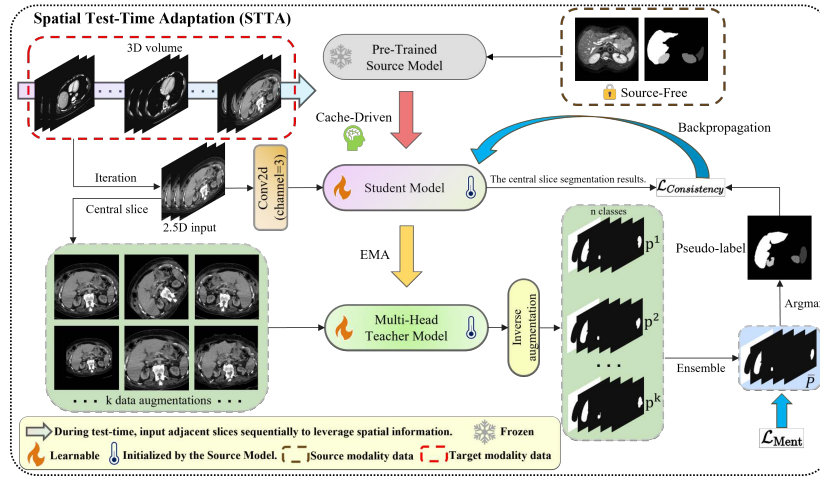 Spatial Test-Time Adaptation (STTA)
3D volume
Pre-Trained
Source Model
Source-Free
Cache-Driven
Backpropagation
Iteration
Central slice
2.5D input
Conv2d
(channel=3)
Student Model
The central slice segmentation results.
ℒConsistency
n classes
p¹
p²
. . .
pᵏ
EMA
Pseudo-label
Argmax
Multi-Head
Teacher Model
Inverse
augmentation
Ensemble
P̄
ℒMent
. . . k data augmentations . . .
During test-time, input adjacent slices sequentially to leverage spatial information.
Frozen
Learnable
Initialized by the Source Model.
Source modality data
Target modality data